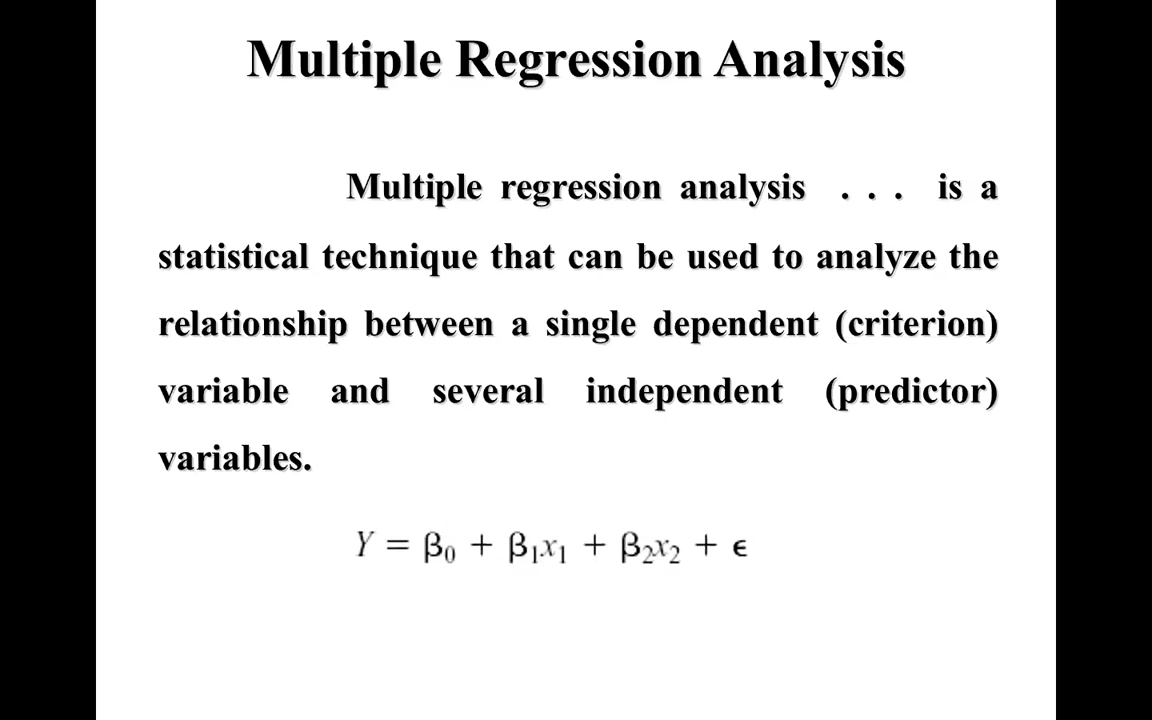 Multiple Regression Analysis
Multiple regression analysis . . . is a
statistical technique that can be used to analyze the
relationship between a single dependent (criterion)
variable and several independent (predictor)
variables.
Y = β₀ + β₁x₁ + β₂x₂ + ϵ